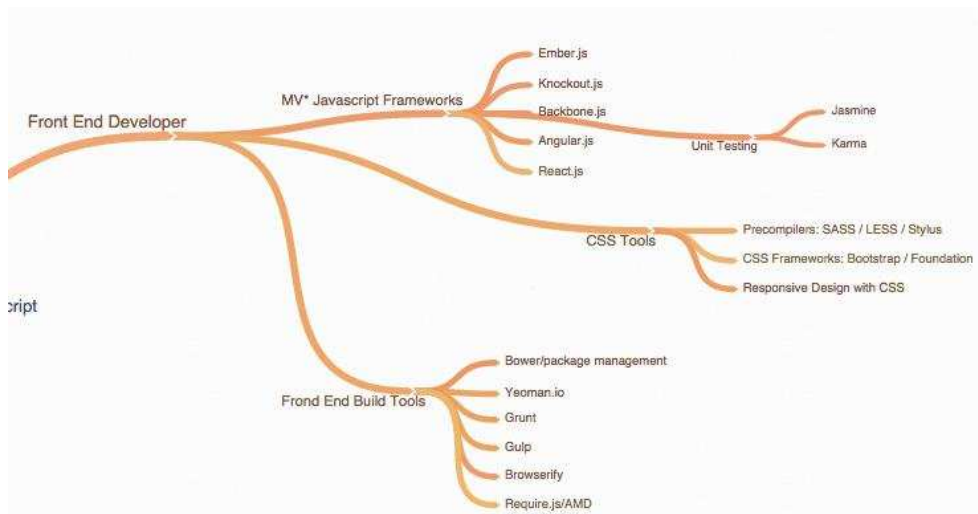 Front End Developer
MV* Javascript Frameworks
Ember.js
Knockout.js
Backbone.js
Angular.js
React.js
Unit Testing
Jasmine
Karma
CSS Tools
Precompilers: SASS / LESS / Stylus
CSS Frameworks: Bootstrap / Foundation
Responsive Design with CSS
cript
Frond End Build Tools
Bower/package management
Yeoman.io
Grunt
Gulp
Browserify
Require.js/AMD